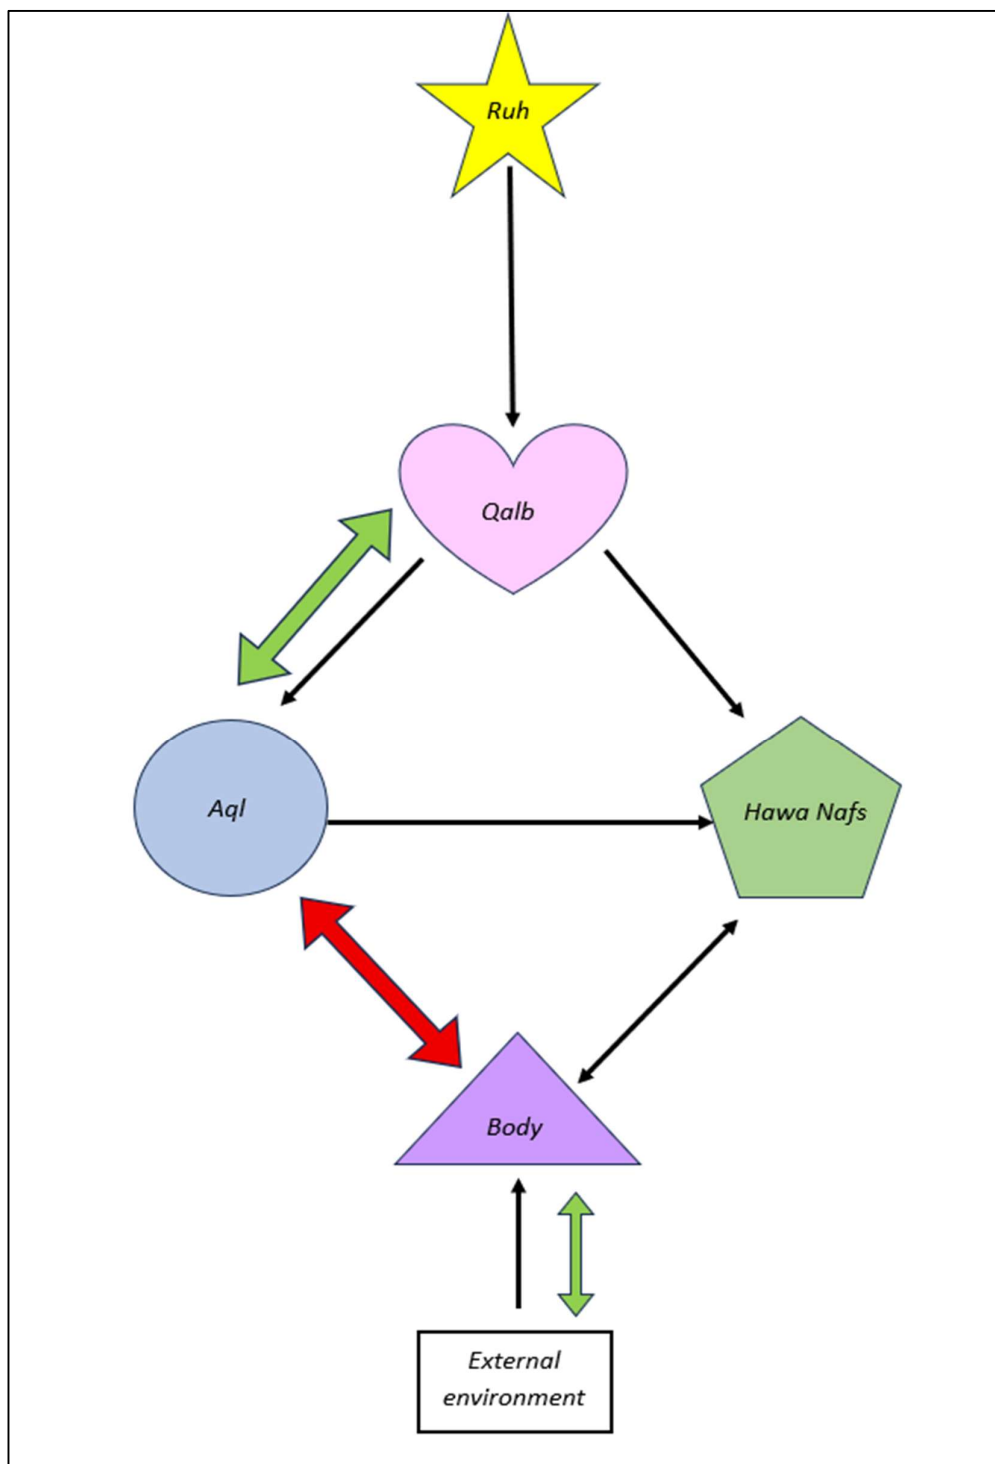 Ruh
Qalb
Aql
Hawa Nafs
Body
External
environment